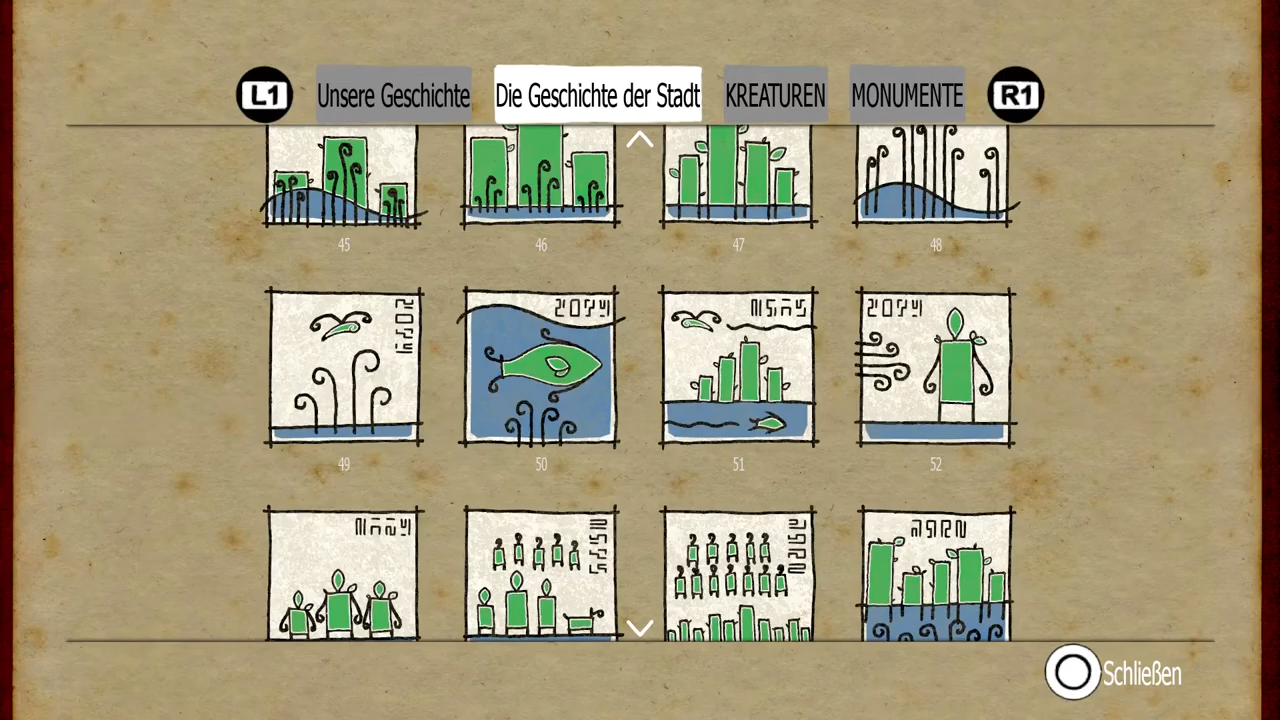 L1 Unsere Geschichte Die Geschichte der Stadt KREATUREN MONUMENTE R1
45 46 47 48
49 50 51 52
Schließen